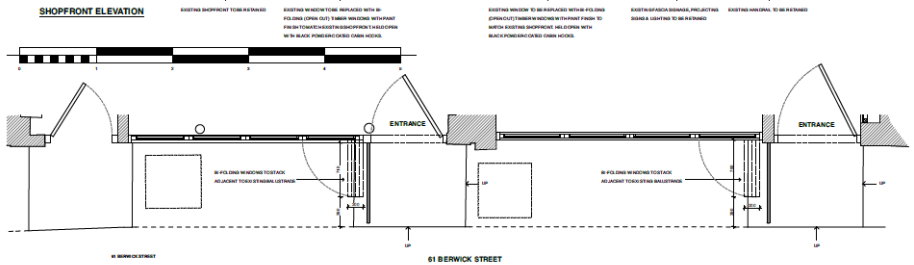 SHOPFRONT ELEVATION
EXISTING SHOPFRONT TO BE RETAINED
EXISTING WINDOW TO BE REPLACED WITH BI-
FOLDING (OPEN OUT) TIMBER WINDOWS WITH PAINT
FINISH TO MATCH EXISTING SHOPFRONT. HELD OPEN
WITH BLACK POWDERCOATED CABIN HOOKS.
EXISTING WINDOW TO BE REPLACED WITH BI-FOLDING
(OPEN OUT) TIMBER WINDOWS WITH PAINT FINISH TO
MATCH EXISTING SHOPFRONT. HELD OPEN WITH
BLACK POWDERCOATED CABIN HOOKS.
EXISTING FASCIA SIGNAGE, PROJECTING
SIGNS & LIGHTING TO BE RETAINED
EXISTING HANDRAIL TO BE RETAINED
0 1 2 3 4 5
ENTRANCE
ENTRANCE
BI-FOLDING WINDOWS TO STACK
ADJACENT TO EXISTING BALUSTRADE
UP
BI-FOLDING WINDOWS TO STACK
ADJACENT TO EXISTING BALUSTRADE
UP
200
200
UP
UP
61 BERWICK STREET
61 BERWICK STREET